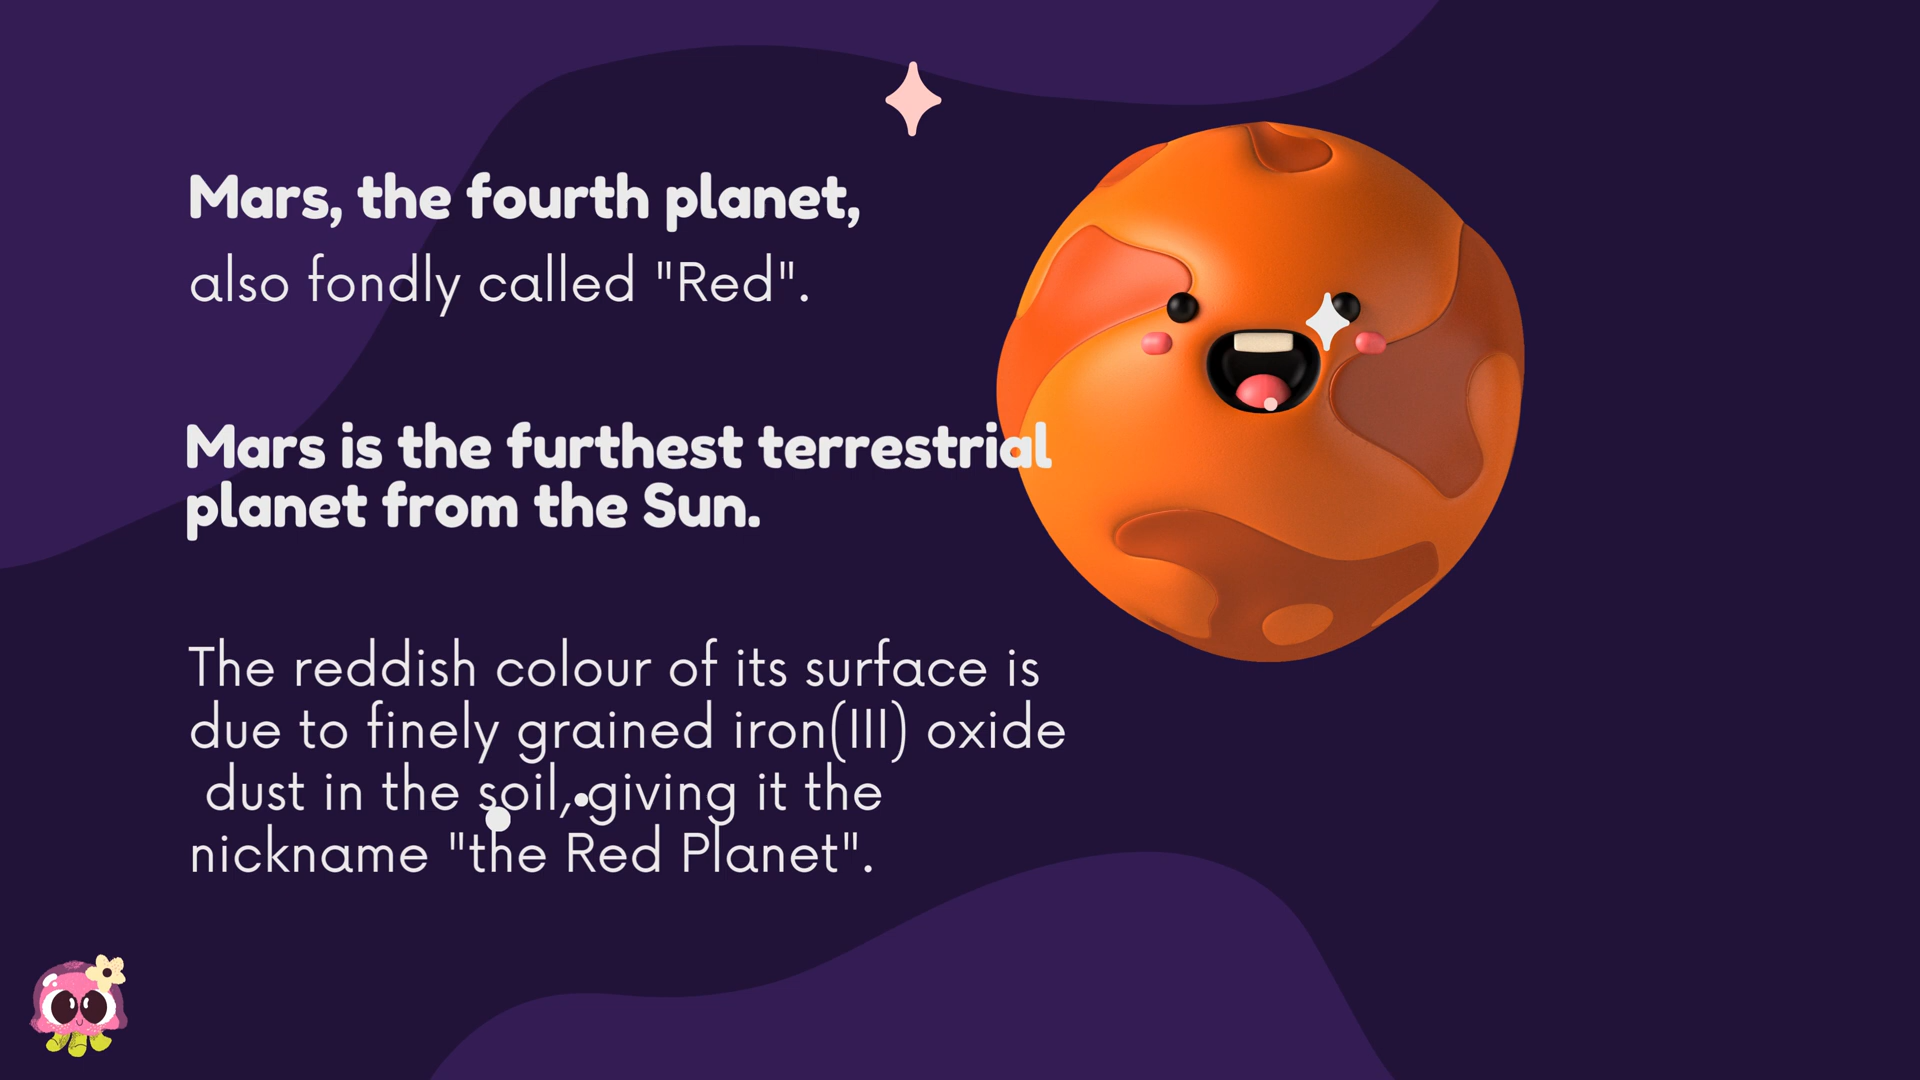 Mars, the fourth planet,
also fondly called "Red".
Mars is the furthest terrestrial
planet from the Sun.
The reddish colour of its surface is
due to finely grained iron(III) oxide
dust in the soil, giving it the
nickname "the Red Planet".